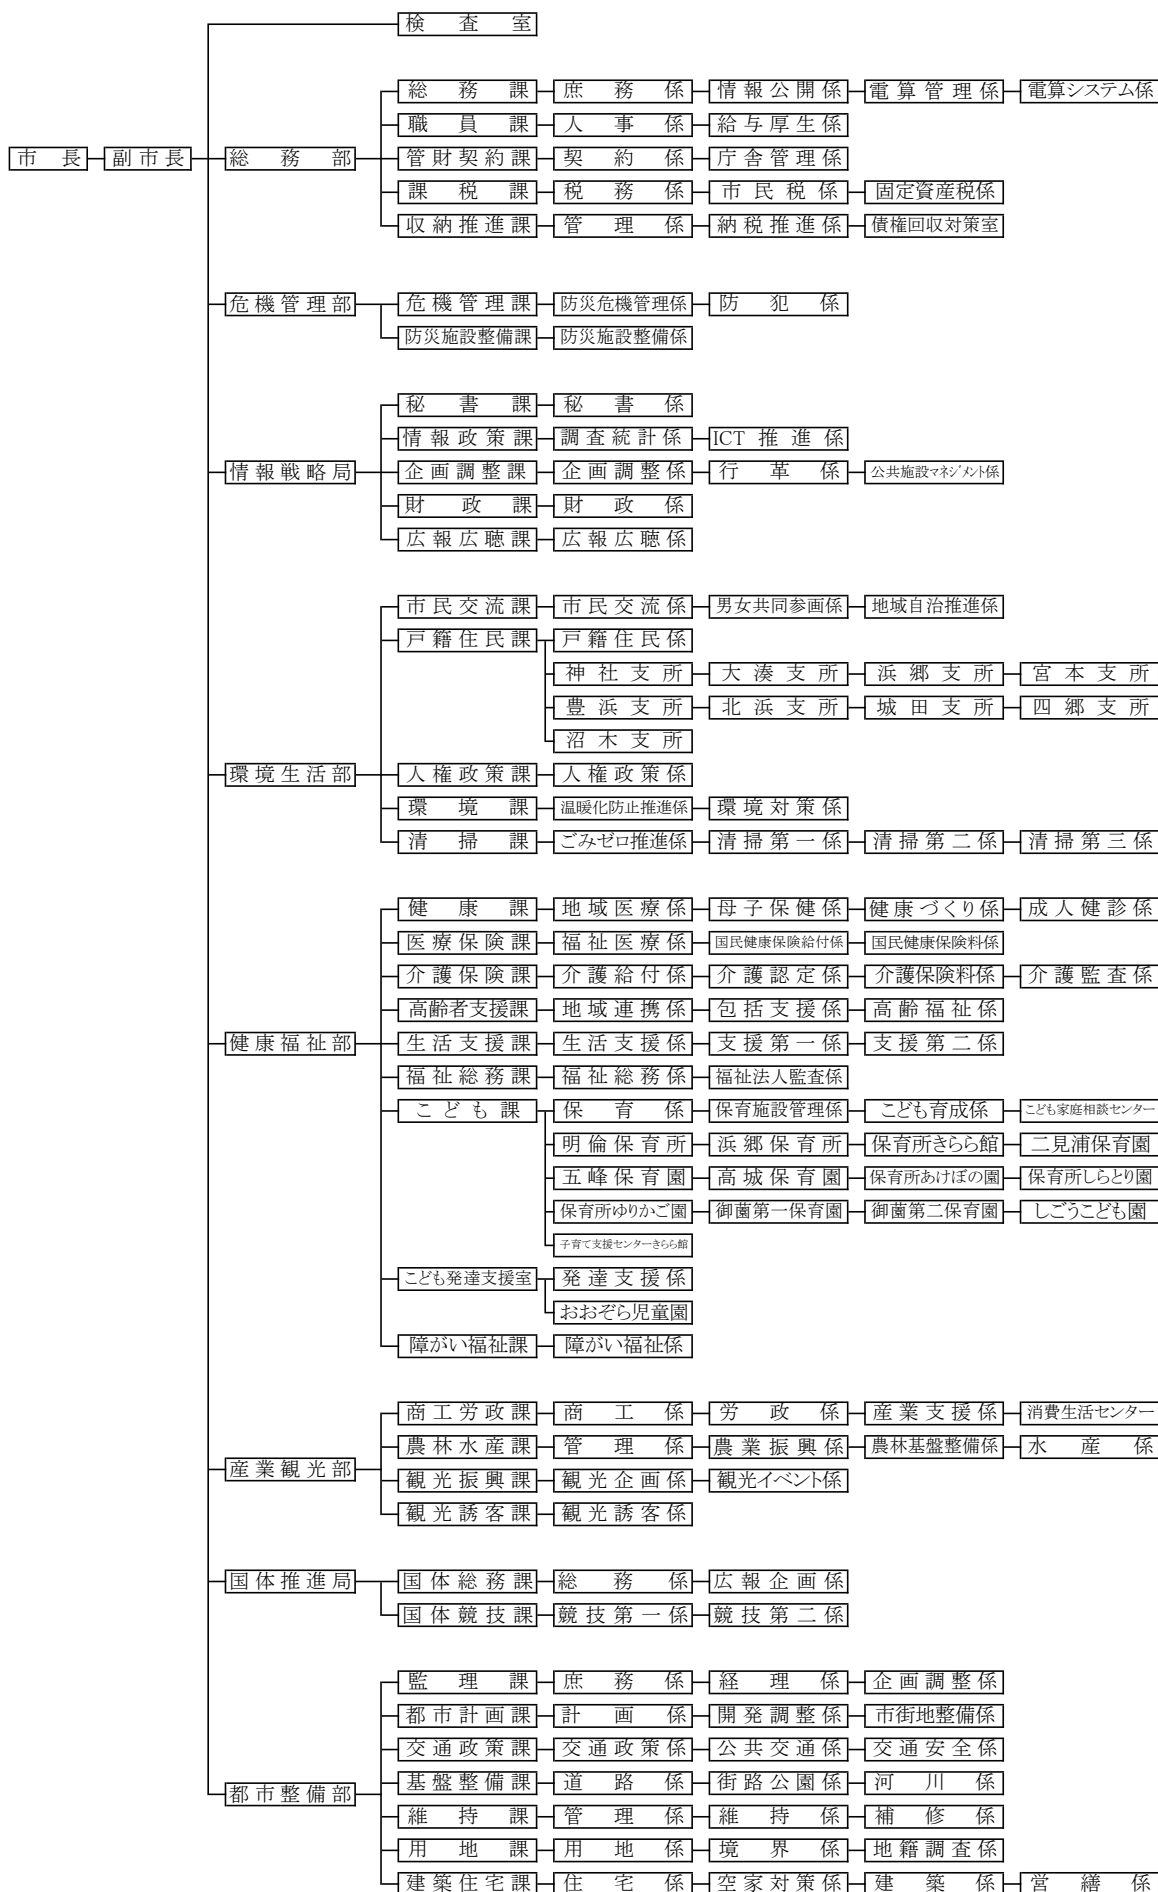 検査室
総務課 庶務係 情報公開係 電算管理係 電算システム係
職員課 人事係 給与厚生係
市長 副市長 総務部 管財契約課 契約係 庁舎管理係
課税課 税務係 市民税係 固定資産税係
収納推進課 管理係 納税推進係 債権回収対策室
危機管理部 危機管理課 防災危機管理係 防犯係
防災施設整備課 防災施設整備係
秘書課 秘書係
情報政策課 調査統計係 ICT推進係
情報戦略局 企画調整課 企画調整係 行革係 公共施設マネジメント係
財政課 財政係
広報広聴課 広報広聴係
市民交流課 市民交流係 男女共同参画係 地域自治推進係
戸籍住民課 戸籍住民係
神社支所 大湊支所 浜郷支所 宮本支所
豊浜支所 北浜支所 城田支所 四郷支所
沼木支所
環境生活部 人権政策課 人権政策係
環境課 温暖化防止推進係 環境対策係
清掃課 ごみゼロ推進係 清掃第一係 清掃第二係 清掃第三係
健康課 地域医療係 母子保健係 健康づくり係 成人健診係
医療保険課 福祉医療係 国民健康保険給付係 国民健康保険料係
介護保険課 介護給付係 介護認定係 介護保険料係 介護監査係
高齢者支援課 地域連携係 包括支援係 高齢福祉係
健康福祉部 生活支援課 生活支援係 支援第一係 支援第二係
福祉総務課 福祉総務係 福祉法人監査係
こども課 保育係 保育施設管理係 こども育成係 こども家庭相談センター
明倫保育所 浜郷保育所 保育所きらら館 二見浦保育園
五峰保育園 高城保育園 保育所あけぼの園 保育所しらとり園
保育所ゆりかご園 御薗第一保育園 御薗第二保育園 しごうこども園
子育て支援センターきらら館
こども発達支援室 発達支援係
おおぞら児童園
障がい福祉課 障がい福祉係
商工労政課 商工係 労政係 産業支援係 消費生活センター
農林水産課 管理係 農業振興係 農林基盤整備係 水産係
産業観光部 観光振興課 観光企画係 観光イベント係
観光誘客課 観光誘客係
国体推進局 国体総務課 総務係 広報企画係
国体競技課 競技第一係 競技第二係
監理課 庶務係 経理係 企画調整係
都市計画課 計画係 開発調整係 市街地整備係
交通政策課 交通政策係 公共交通係 交通安全係
都市整備部 基盤整備課 道路係 街路公園係 河川係
維持課 管理係 維持係 補修係
用地課 用地係 境界係 地籍調査係
建築住宅課 住宅係 空家対策係 建築係 営繕係